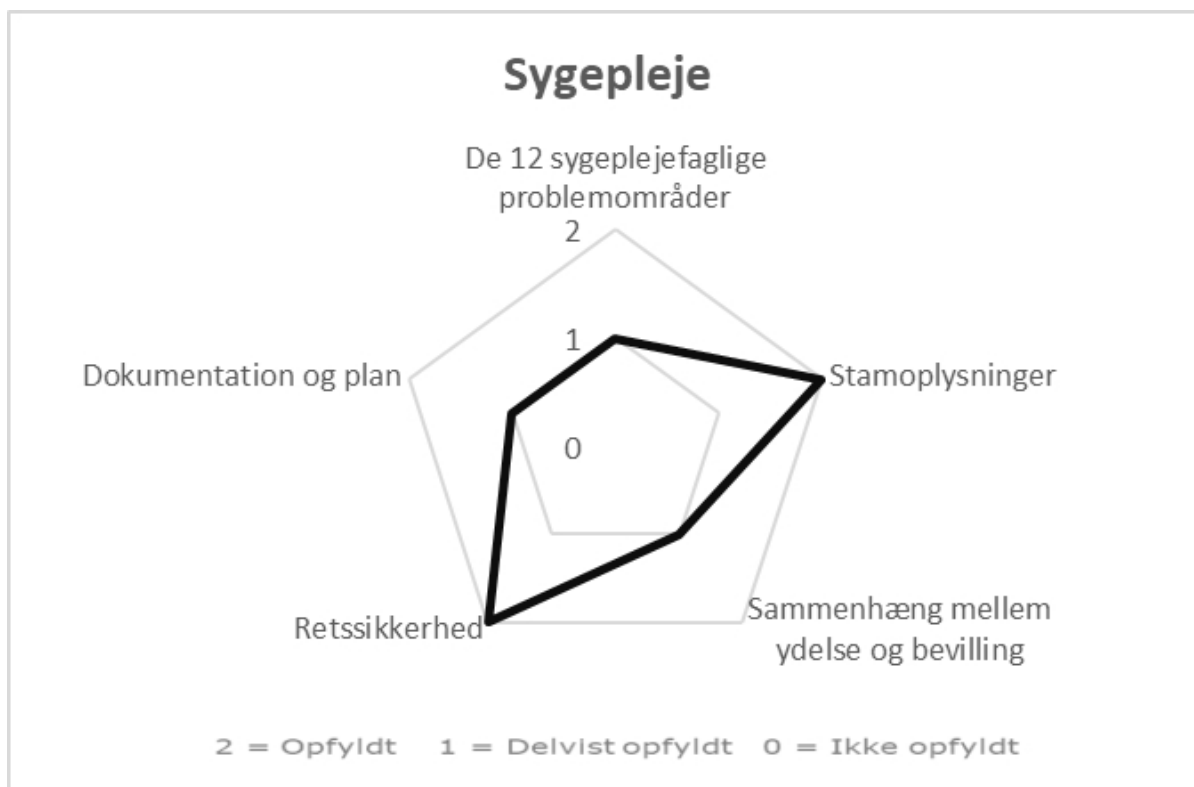 Sygepleje
De 12 sygeplejefaglige
problemområder
2
1
0
Stamoplysninger
Sammenhæng mellem
ydelse og bevilling
Retssikkerhed
Dokumentation og plan
2 = Opfyldt 1 = Delvist opfyldt 0 = Ikke opfyldt